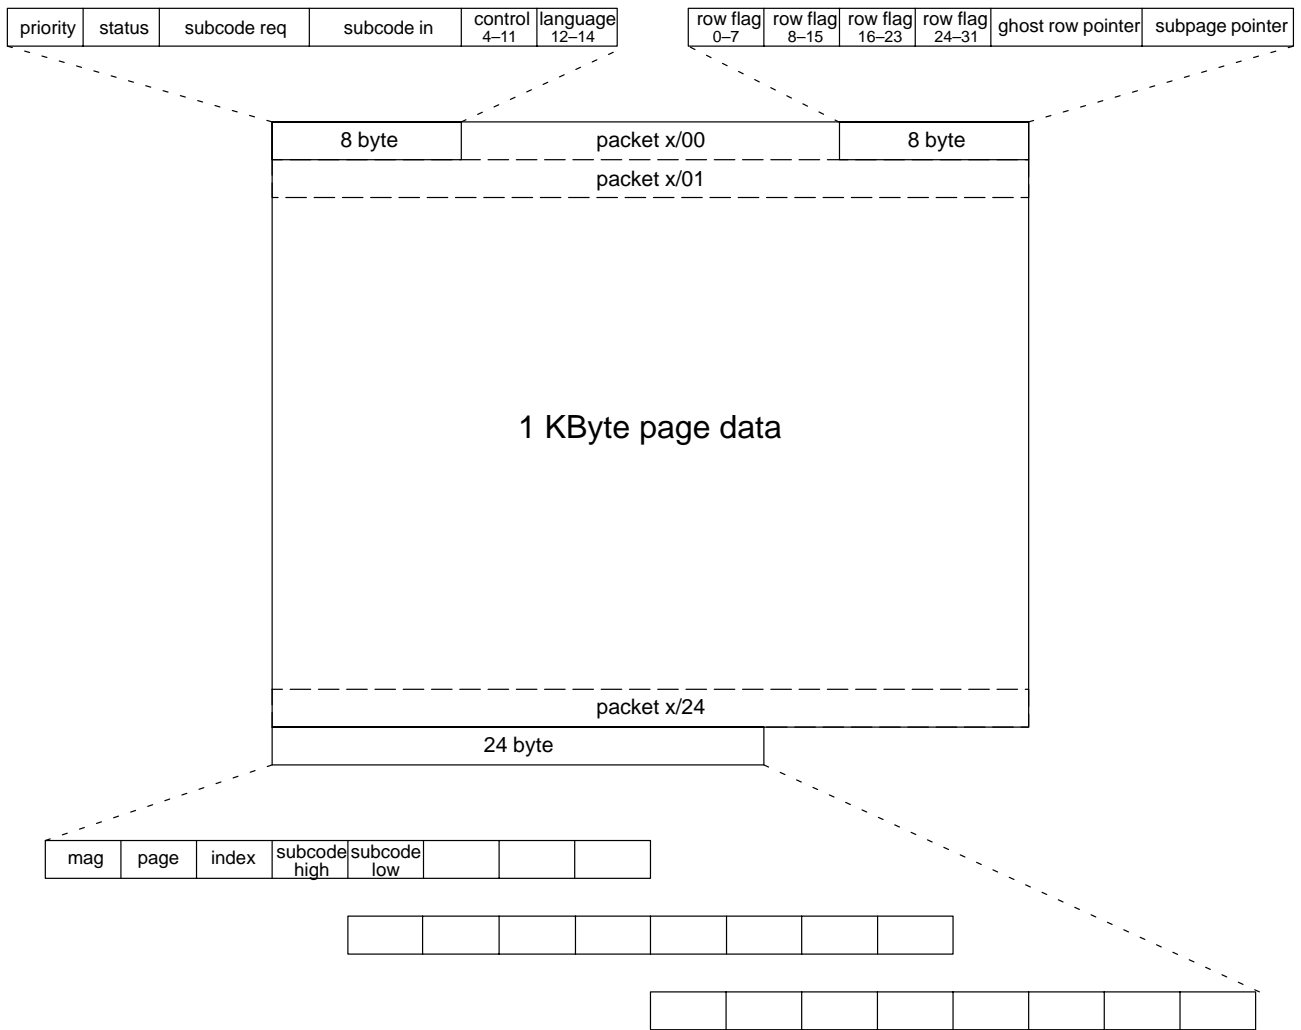 priority status subcode req subcode in control 4–11 language 12–14 row flag 0–7 row flag 8–15 row flag 16–23 row flag 24–31 ghost row pointer subpage pointer
8 byte packet x/00 8 byte
packet x/01
1 KByte page data
packet x/24
24 byte
mag page index subcode high subcode low